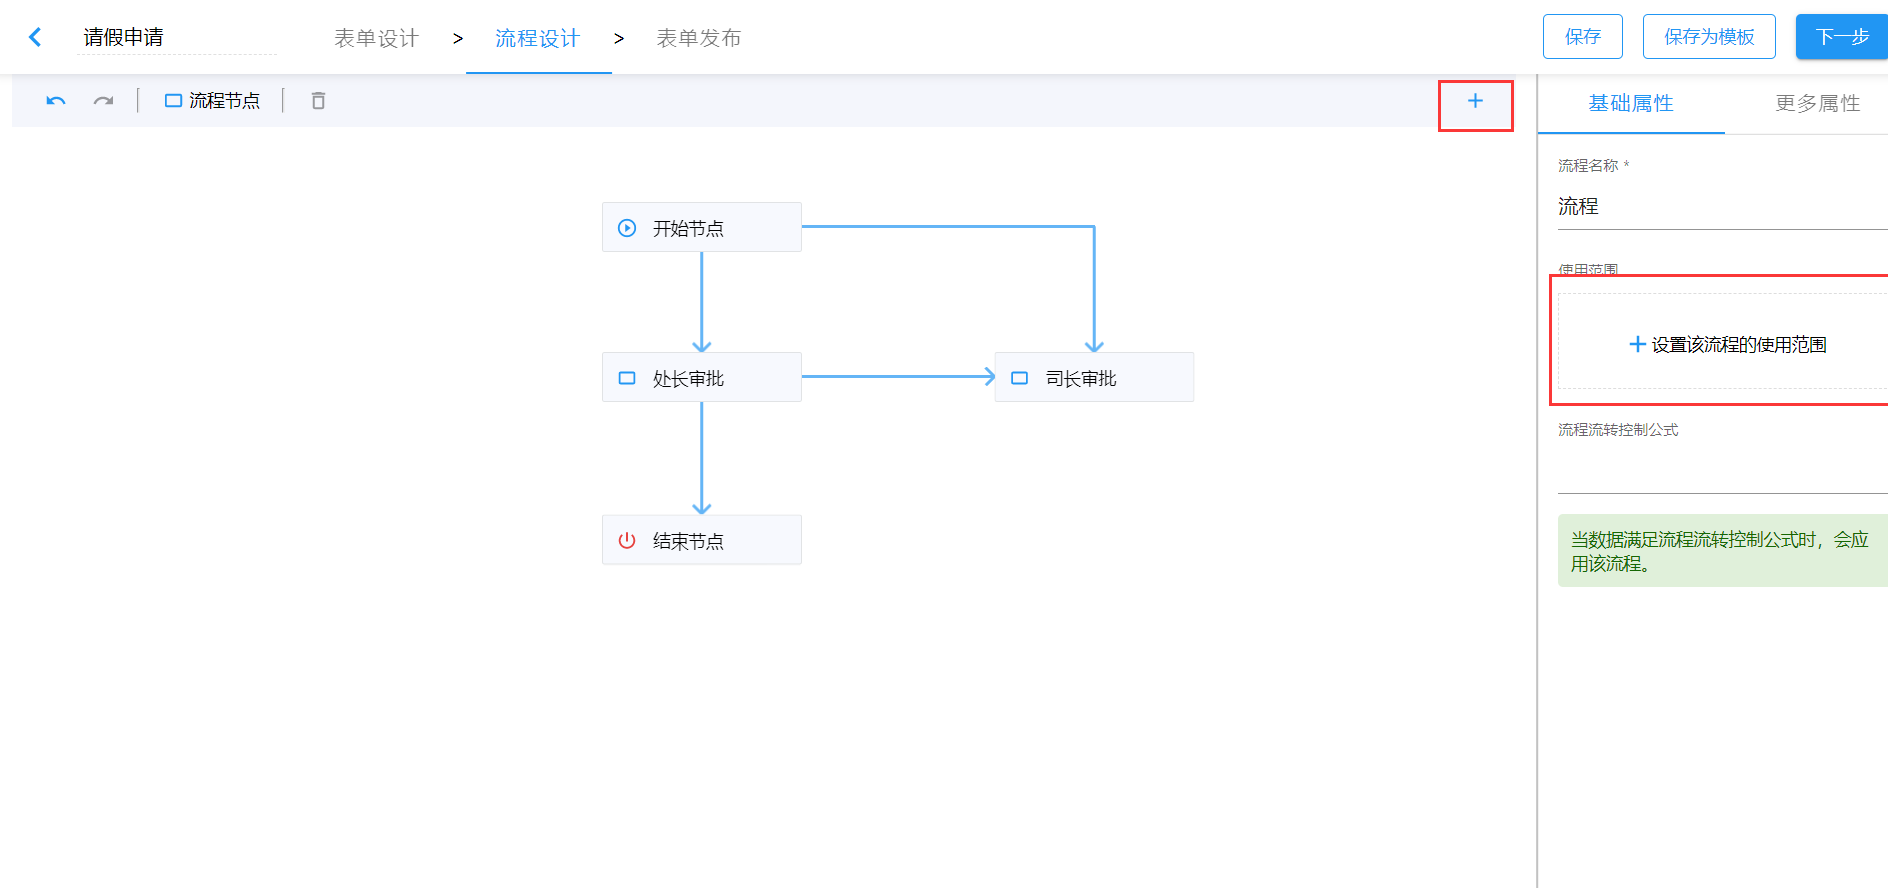 请假申请
表单设计 > 流程设计 > 表单发布
保存
保存为模板
下一步
流程节点
基础属性
更多属性
流程名称 *
流程
使用范围
设置该流程的使用范围
流程流转控制公式
当数据满足流程流转控制公式时，会应
用该流程。
开始节点
处长审批
司长审批
结束节点